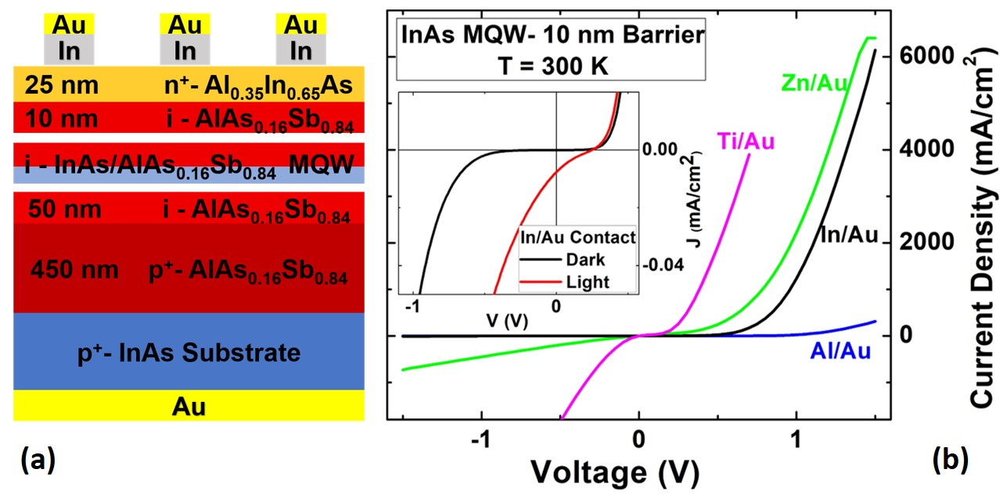 Au Au Au
In In In
25 nm n⁺- Al₀.₃₅In₀.₆₅As
10 nm i - AlAs₀.₁₆Sb₀.₈₄
i - InAs/AlAs₀.₁₆Sb₀.₈₄ MQW
50 nm i - AlAs₀.₁₆Sb₀.₈₄
450 nm p⁺- AlAs₀.₁₆Sb₀.₈₄
p⁺- InAs Substrate
Au
(a)
InAs MQW- 10 nm Barrier
T = 300 K
Zn/Au
Ti/Au
In/Au
Al/Au
0.00
-0.04
J (mA/cm²)
In/Au Contact
Dark
Light
-1 0
V (V)
6000
4000
2000
0
Current Density (mA/cm²)
-1 0 1
Voltage (V)
(b)